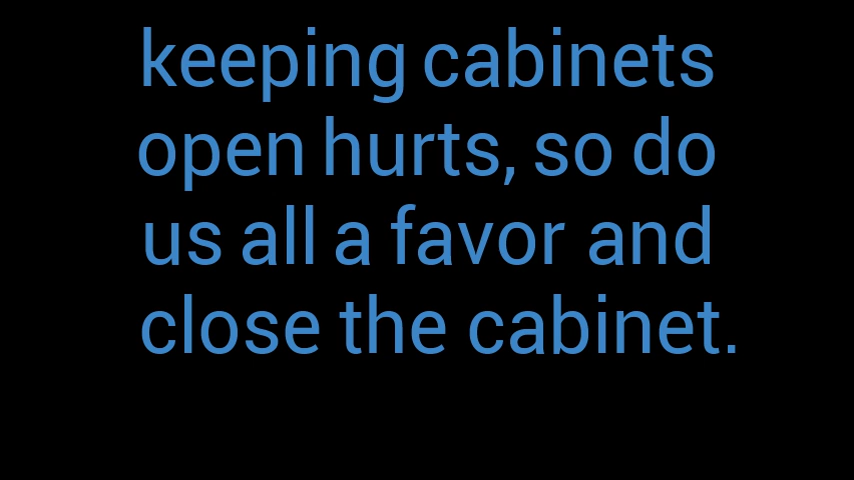 keeping cabinets
open hurts, so do
us all a favor and
close the cabinet.